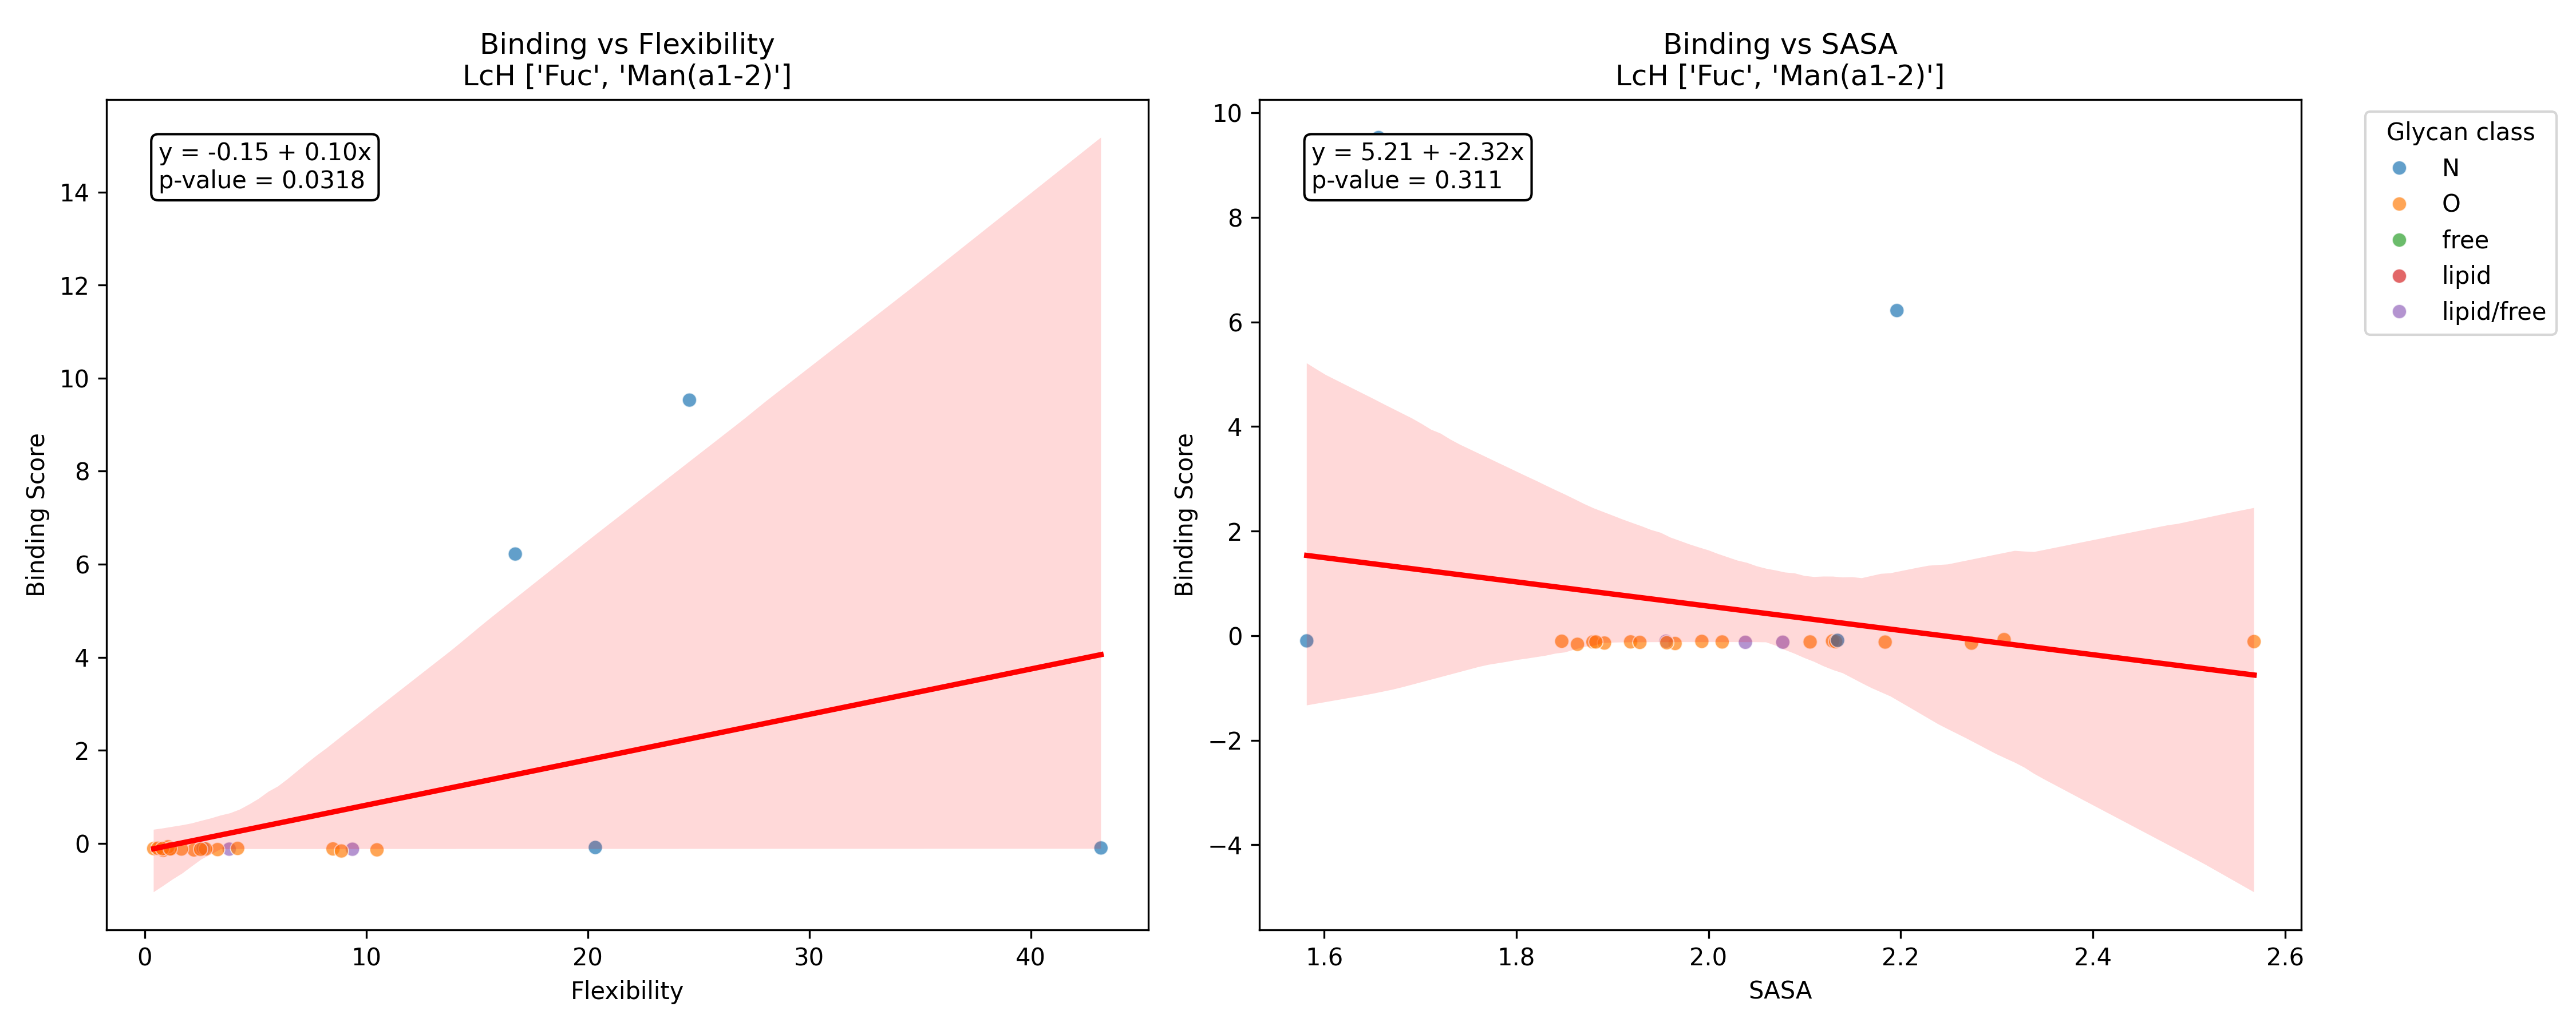 Binding vs Flexibility
LcH ['Fuc', 'Man(a1-2)']
y = -0.15 + 0.10x
p-value = 0.0318
14
12
10
8
6
4
2
0
Binding Score
0
10
20
30
40
Flexibility
Binding vs SASA
LcH ['Fuc', 'Man(a1-2)']
y = 5.21 + -2.32x
p-value = 0.311
10
8
6
4
2
0
−2
−4
Binding Score
1.6
1.8
2.0
2.2
2.4
2.6
SASA
Glycan class
N
O
free
lipid
lipid/free